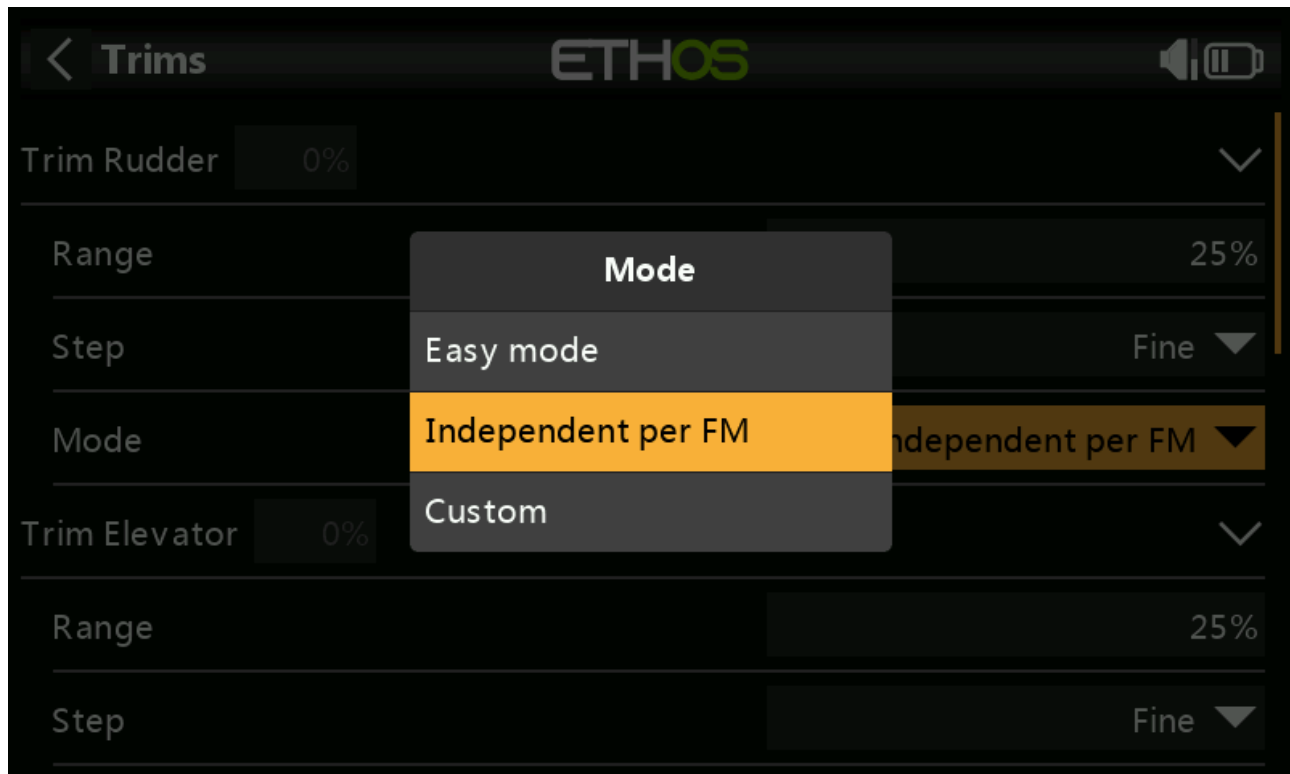 Trims
ETHOS
Trim Rudder 0%
Range 25%
Step Fine
Mode ndependent per FM
Mode
Easy mode
Independent per FM
Custom
Trim Elevator 0%
Range 25%
Step Fine